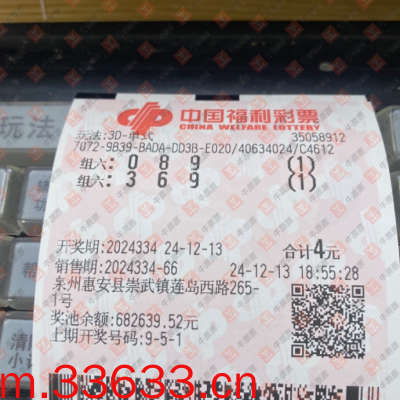 中国福利彩票
CHINA WELFARE LOTTERY
玩法
玩法:3D-单式 35058912
7072-9B39-BADA-DD3B-E020/40634024/C4612
组六: 0 8 9 (1)
组六: 3 6 9 (1)
开奖期:2024334 24-12-13 合计4元
销售期:2024334-66 24-12-13 18:55:28
泉州惠安县崇武镇莲岛西路265-
1号
奖池余额:682639.52元
上期开奖号码:9-5-1
m.33633.com